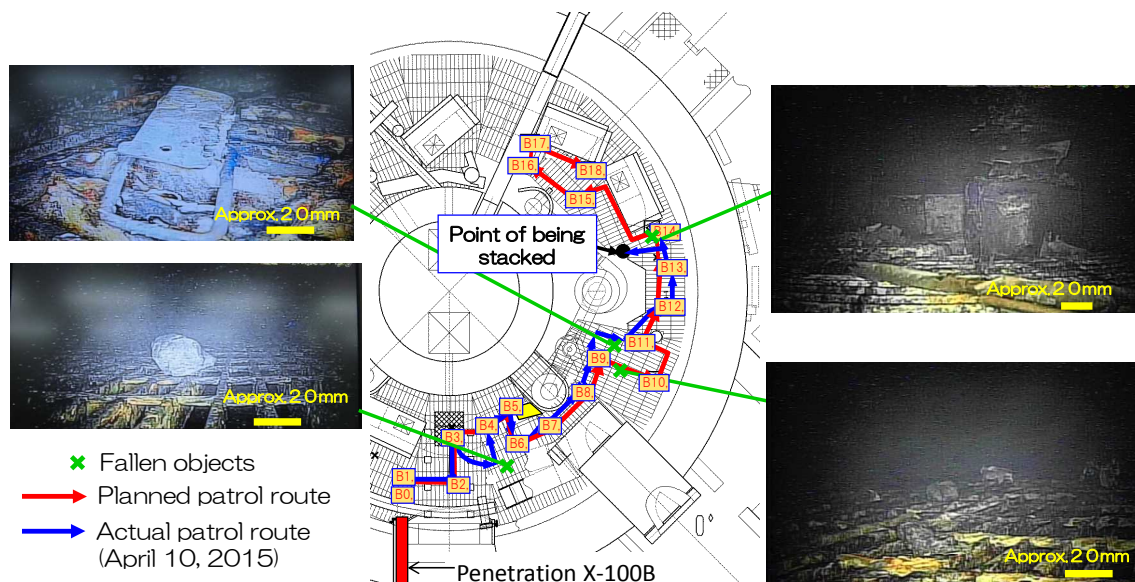 Approx. 20mm
Approx. 20mm
Approx. 20mm
Approx. 20mm
Point of being
stacked
B17.
B16.
B18.
B15.
B14.
B13.
B12.
B11.
B9.
B10.
B8.
B5.
B4.
B7.
B3.
B6.
B1.
B0.
B2.
Fallen objects
Planned patrol route
Actual patrol route
(April 10, 2015)
Penetration X-100B